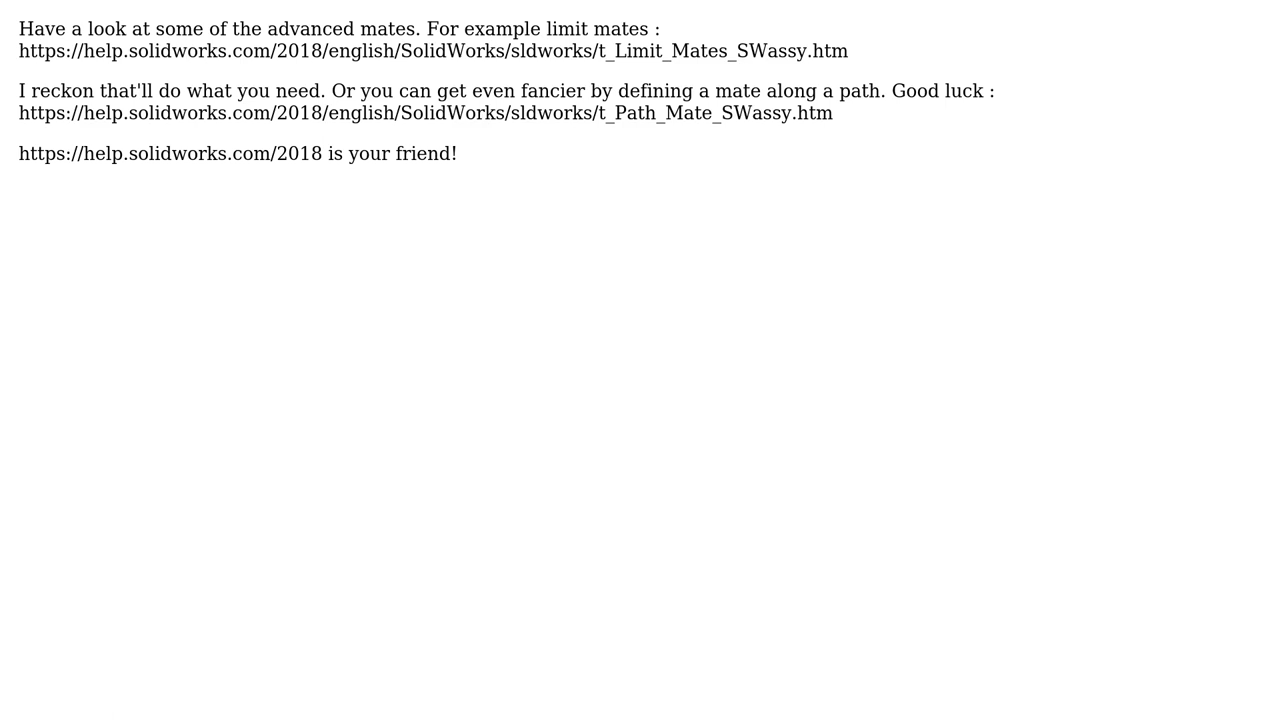 Have a look at some of the advanced mates. For example limit mates :
https://help.solidworks.com/2018/english/SolidWorks/sldworks/t_Limit_Mates_SWassy.htm
I reckon that'll do what you need. Or you can get even fancier by defining a mate along a path. Good luck :
https://help.solidworks.com/2018/english/SolidWorks/sldworks/t_Path_Mate_SWassy.htm
https://help.solidworks.com/2018 is your friend!